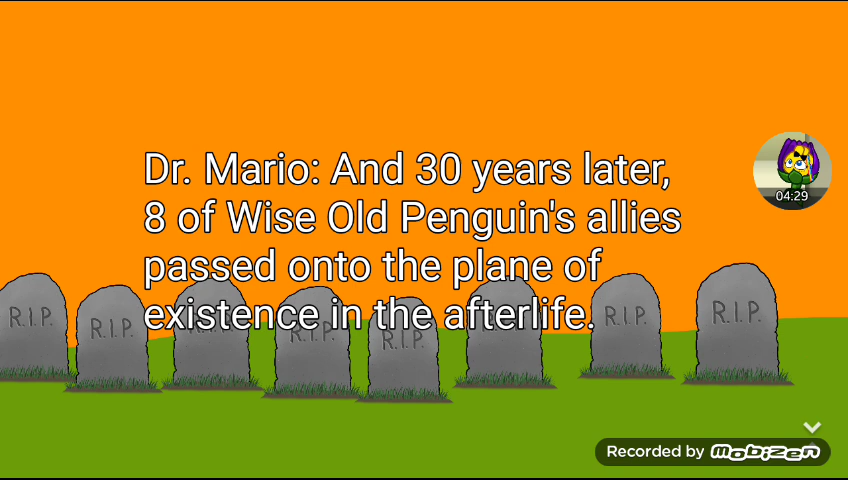 Dr. Mario: And 30 years later,
8 of Wise Old Penguin's allies
passed onto the plane of
existence in the afterlife.
04:29
R.I.P.
R.I.P.
R.I.P.
R.I.P.
R.I.P.
R.I.P.
Recorded by mobizen